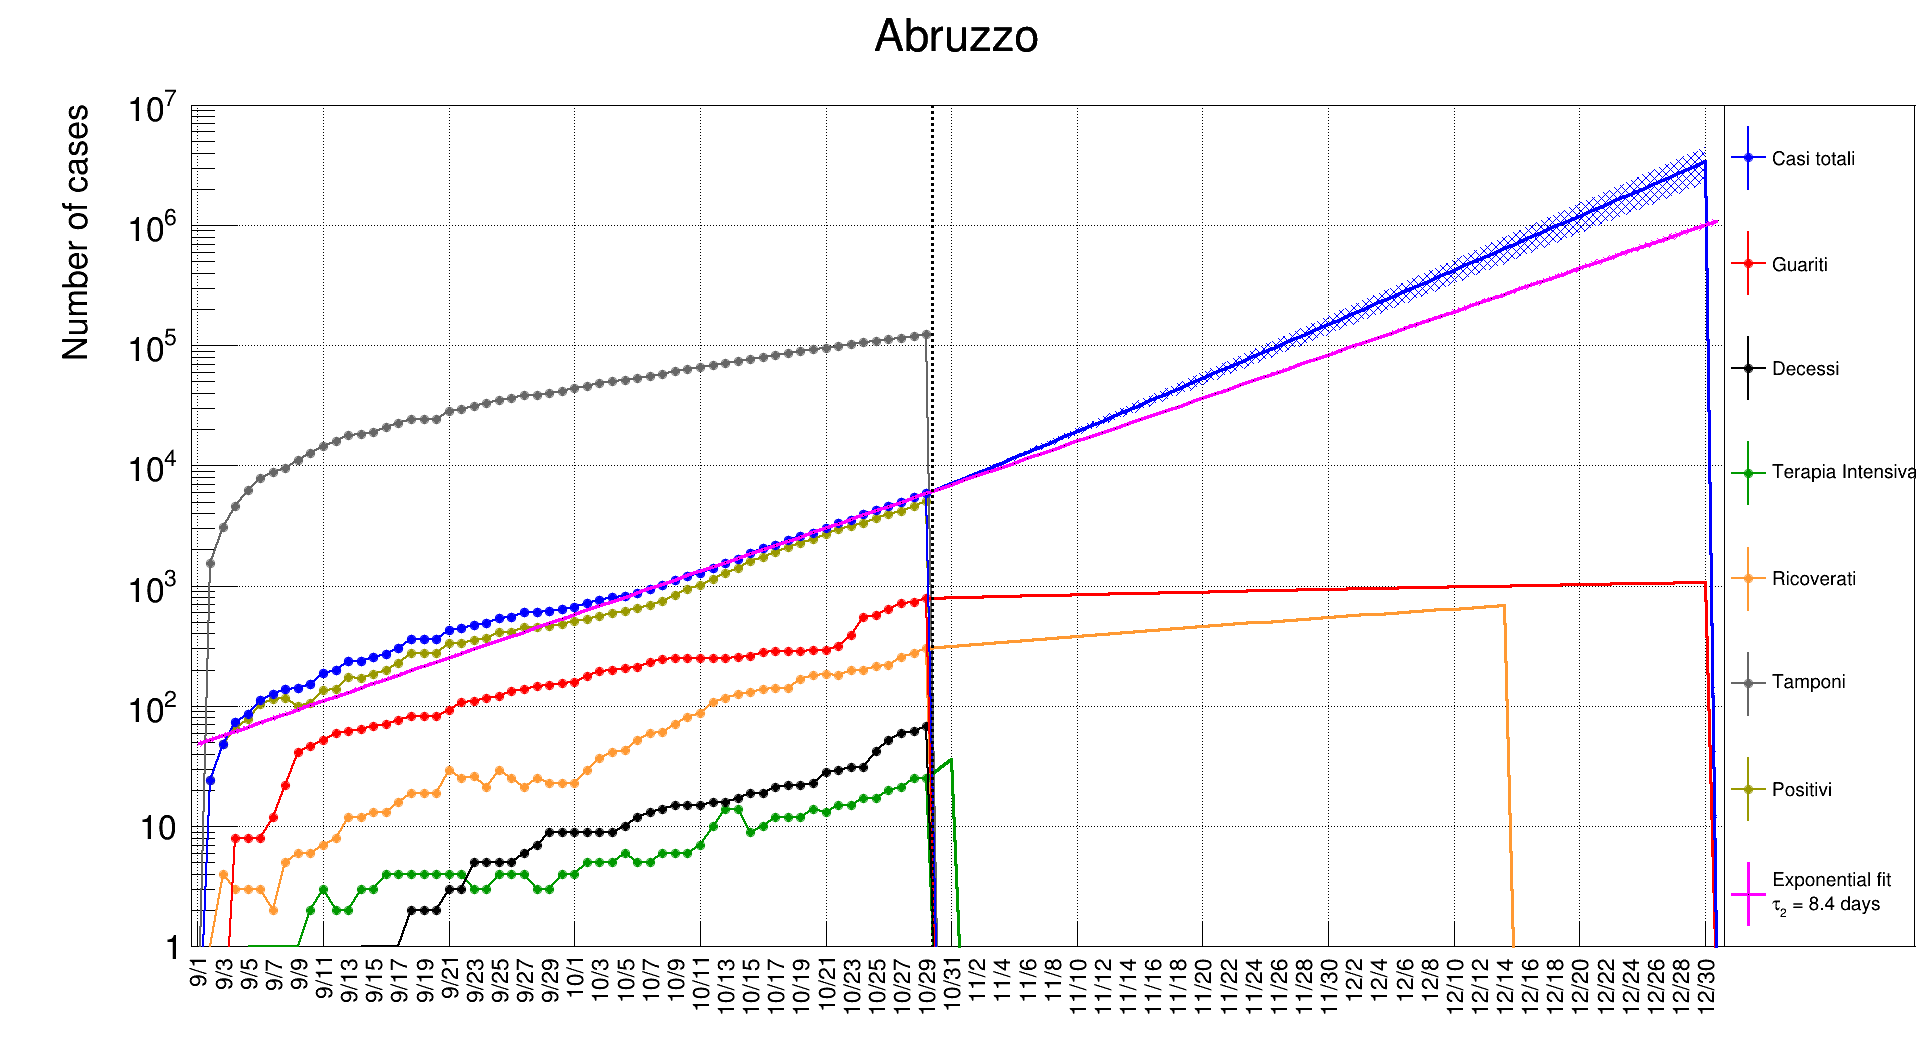 Abruzzo
Number of cases
10^7
10^6
10^5
10^4
10^3
10^2
10
1
9/1 9/3 9/5 9/7 9/9 9/11 9/13 9/15 9/17 9/19 9/21 9/23 9/25 9/27 9/29 10/1 10/3 10/5 10/7 10/9 10/11 10/13 10/15 10/17 10/19 10/21 10/23 10/25 10/27 10/29 10/31 11/2 11/4 11/6 11/8 11/10 11/12 11/14 11/16 11/18 11/20 11/22 11/24 11/26 11/28 11/30 12/2 12/4 12/6 12/8 12/10 12/12 12/14 12/16 12/18 12/20 12/22 12/24 12/26 12/28 12/30
Casi totali
Guariti
Decessi
Terapia Intensiva
Ricoverati
Tamponi
Positivi
Exponential fit
τ₂ = 8.4 days